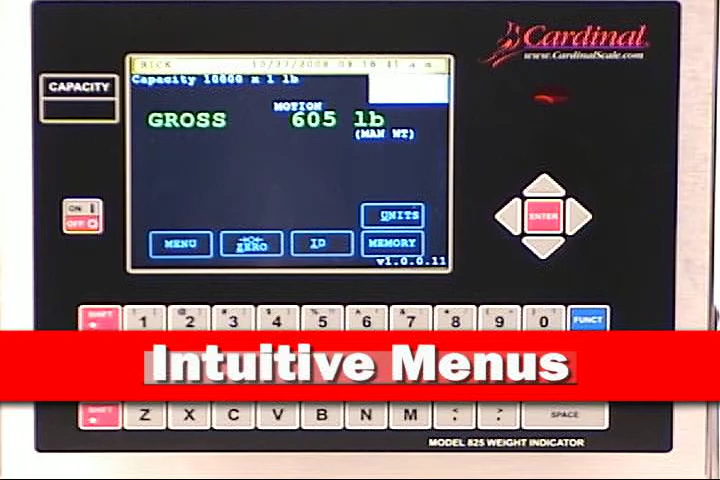 Cardinal
www.CardinalScale.com
RICK
Capacity 10000 x 1 lb
CAPACITY
MOTION
GROSS 605 lb
(MAN WT)
ON
OFF
ENTER
UNITS
MENU ZERO ID MEMORY
v1.0.0.11
SHIFT 1 2 3 4 5 6 7 8 9 0 FUNCT
Intuitive Menus
SHIFT Z X C V B N M < . > . SPACE
MODEL 825 WEIGHT INDICATOR